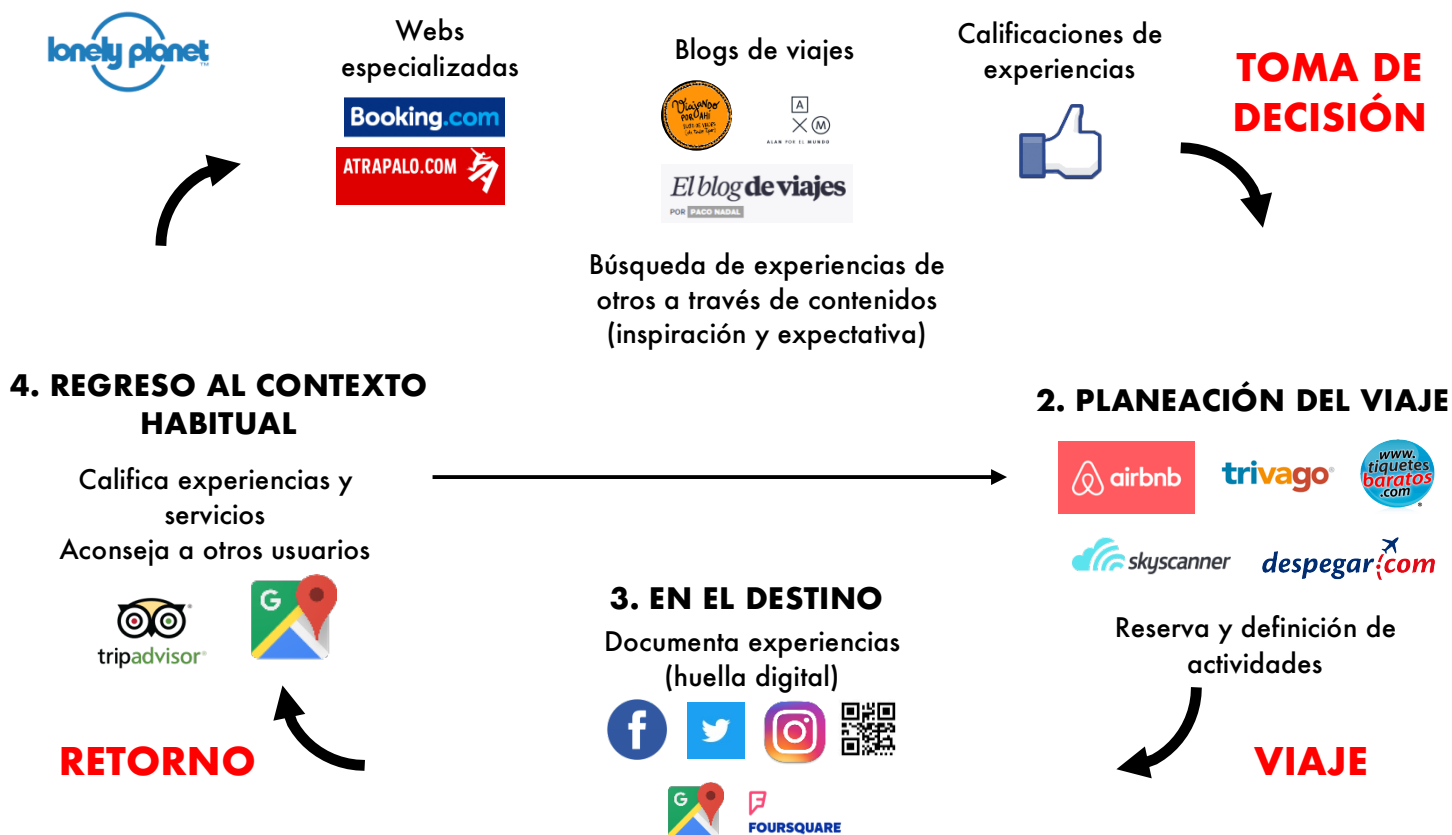 lonely planet
Webs
especializadas
Booking.com
ATRAPALO.COM
Blogs de viajes
Viajando
POR AHÍ
A
M
ALAN POR EL MUNDO
El blog de viajes
POR PACO NADAL
Calificaciones de
experiencias
TOMA DE
DECISIÓN
Búsqueda de experiencias de
otros a través de contenidos
(inspiración y expectativa)
4. REGRESO AL CONTEXTO
HABITUAL
Califica experiencias y
servicios
Aconseja a otros usuarios
tripadvisor
G
RETORNO
2. PLANEACIÓN DEL VIAJE
airbnb
trivago
www.
tiquetes
baratos
.com
skyscanner
despegar.com
Reserva y definición de
actividades
VIAJE
3. EN EL DESTINO
Documenta experiencias
(huella digital)
f
G
FOURSQUARE